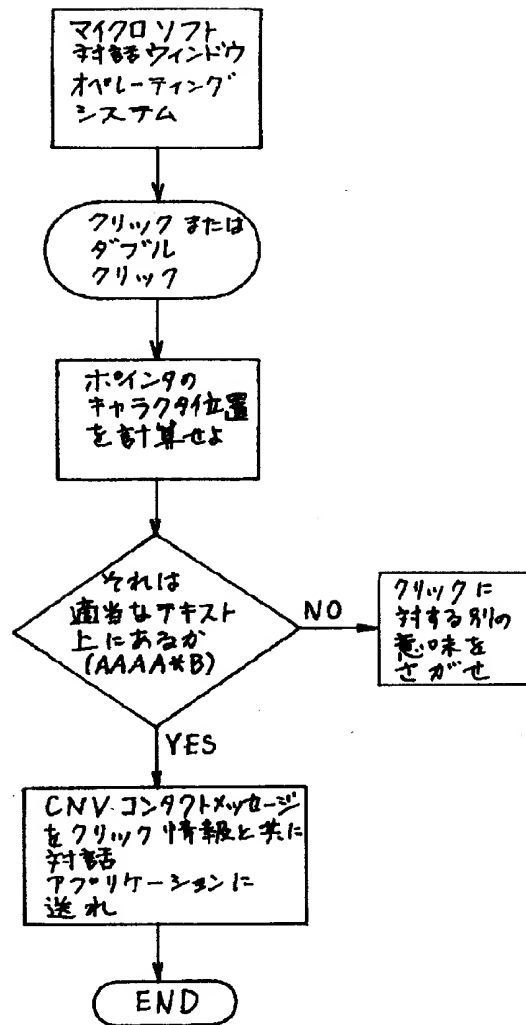 マイクロソフト
対話ウィンドウ
オペレーティング
システム
クリックまたは
ダブル
クリック
ポインタの
キャラクタ位置
を計算せよ
それは
適当なテキスト
上にあるか
(AAAA*B)
NO
クリックに
対する別の
意味を
さがせ
YES
CNV.コンタクトメッセージ
をクリック情報と共に
対話
アプリケーションに
送れ
END